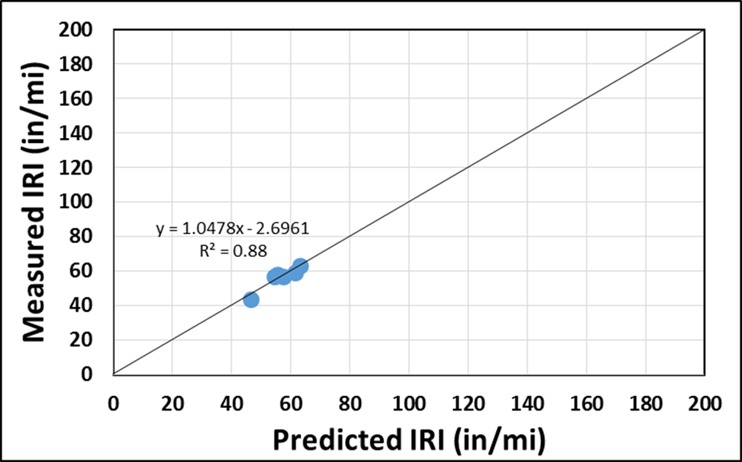 Measured IRI (in/mi)
200
180
160
140
120
100
80
60
40
20
0
y = 1.0478x - 2.6961
R² = 0.88
0 20 40 60 80 100 120 140 160 180 200
Predicted IRI (in/mi)